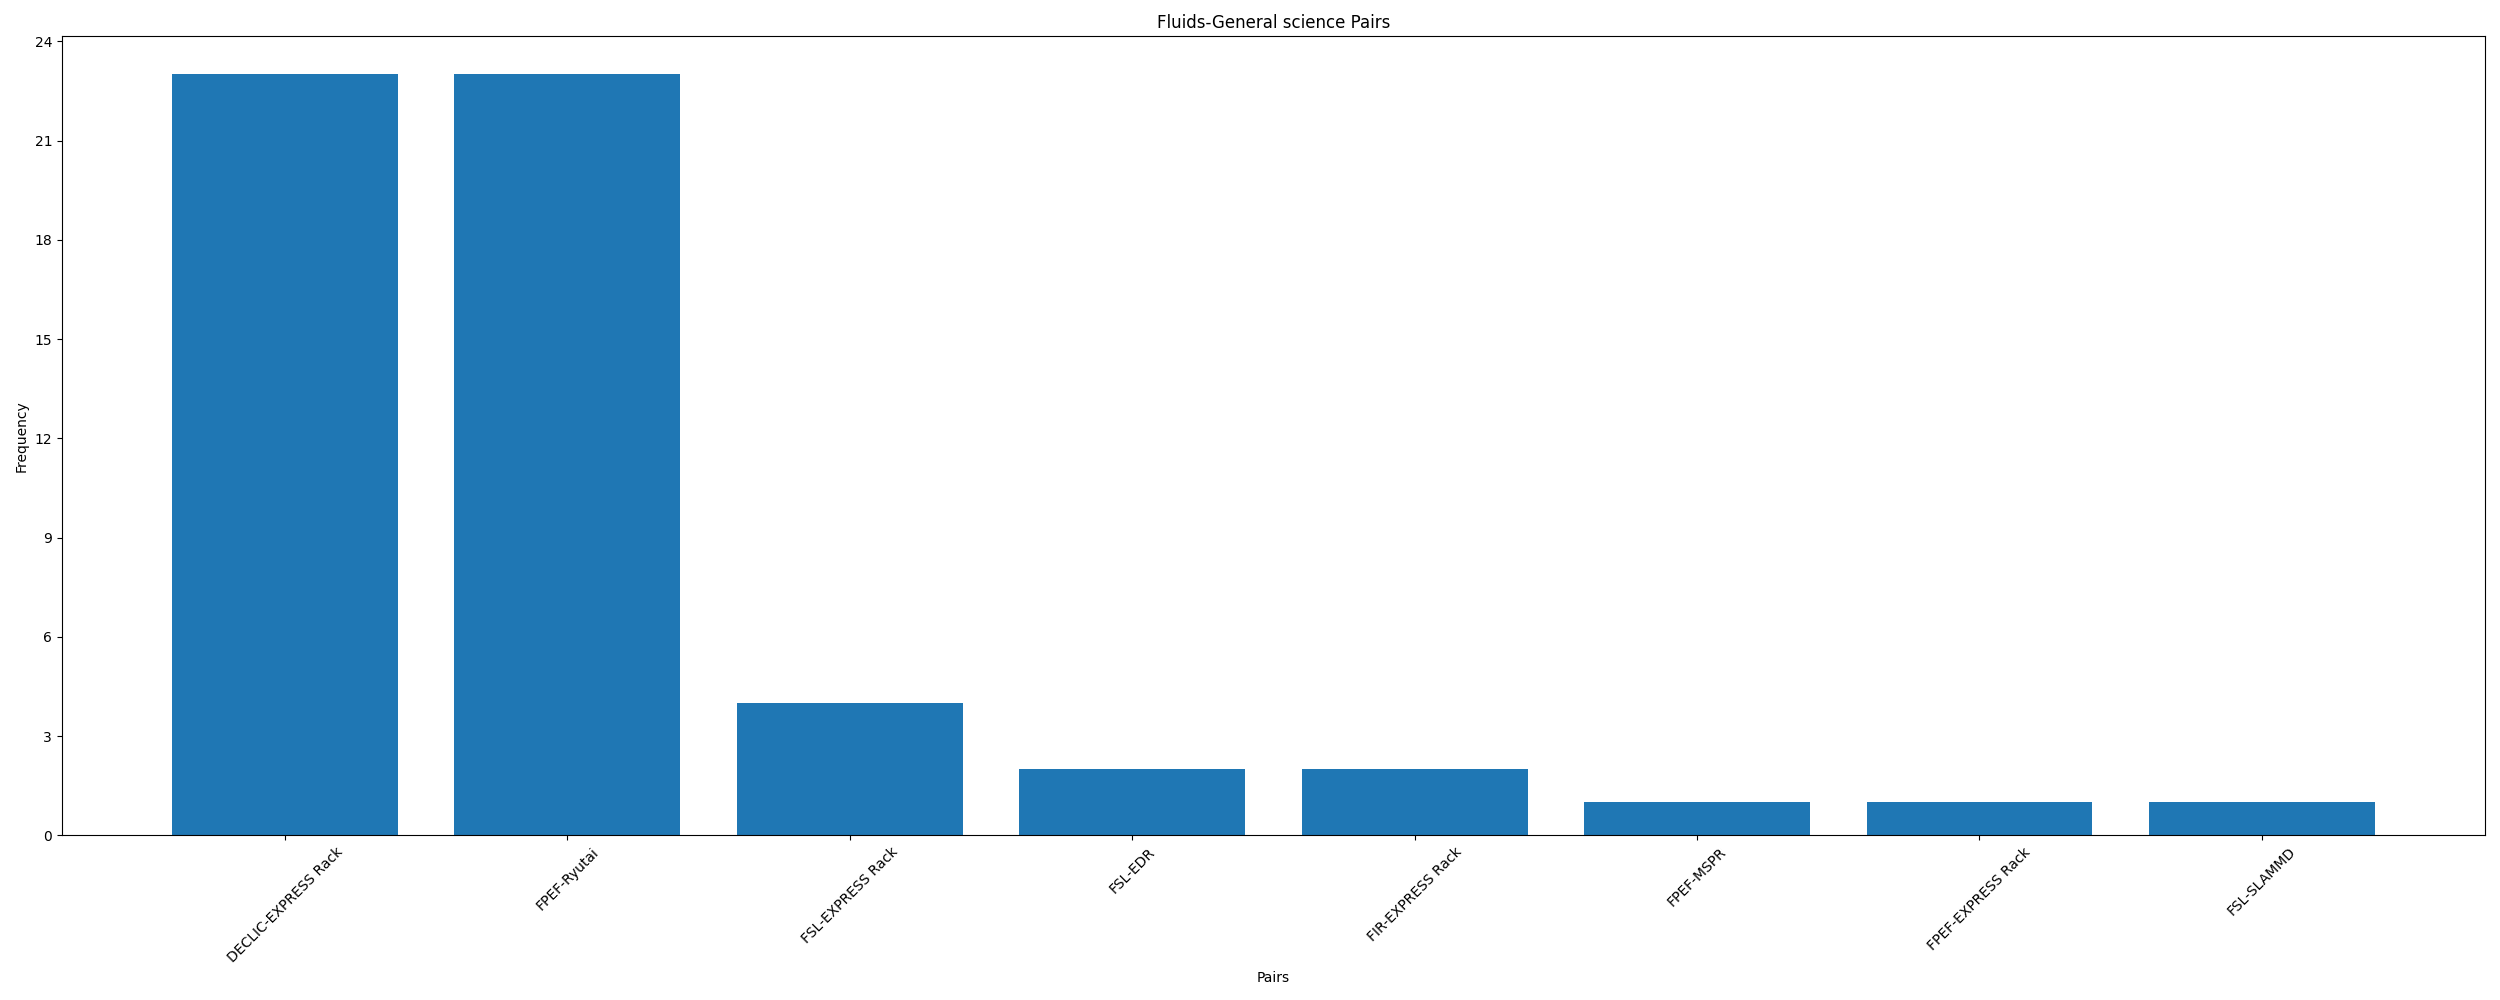 Fluids-General science Pairs
24
21
18
15
12
9
6
3
0
Frequency
DECLIC-EXPRESS Rack
FPEF-Ryutai
FSL-EXPRESS Rack
FSL-EDR
FIR-EXPRESS Rack
FPEF-MSPR
FPEF-EXPRESS Rack
FSL-SLAMMD
Pairs